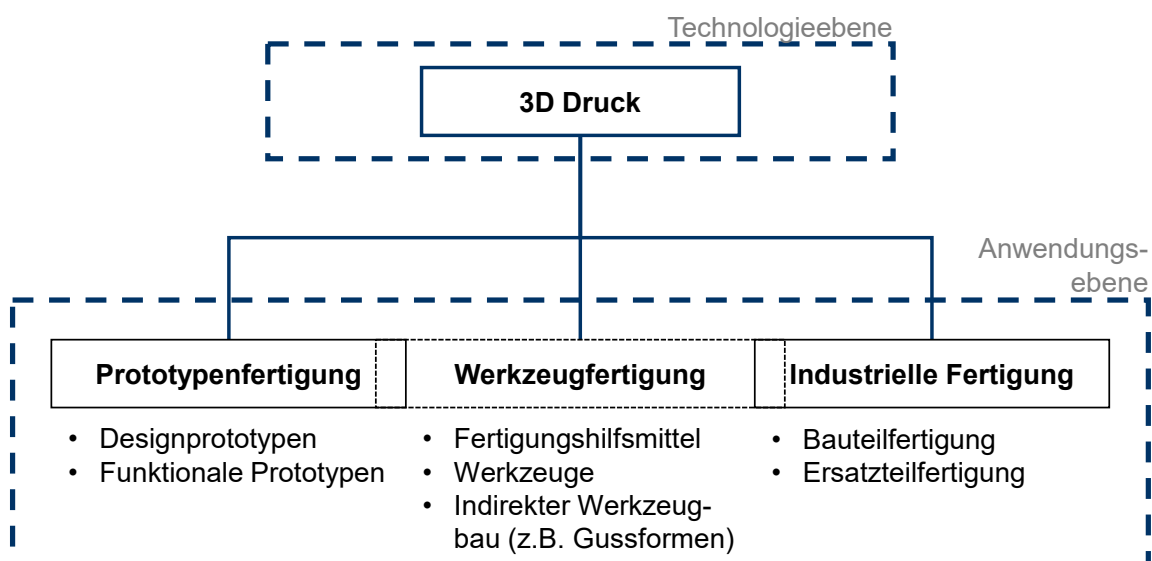 Technologieebene
3D Druck
Anwendungs-
ebene
Prototypenfertigung
Werkzeugfertigung
Industrielle Fertigung
• Designprototypen
• Funktionale Prototypen
• Fertigungshilfsmittel
• Werkzeuge
• Indirekter Werkzeug-
bau (z.B. Gussformen)
• Bauteilfertigung
• Ersatzteilfertigung